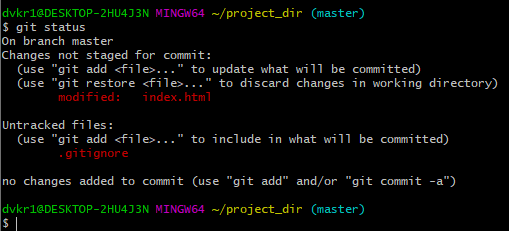 dvkr1@DESKTOP-2HU4J3N MINGW64 ~/project_dir (master)
$ git status
On branch master
Changes not staged for commit:
  (use "git add <file>..." to update what will be committed)
  (use "git restore <file>..." to discard changes in working directory)
        modified:   index.html

Untracked files:
  (use "git add <file>..." to include in what will be committed)
        .gitignore

no changes added to commit (use "git add" and/or "git commit -a")

dvkr1@DESKTOP-2HU4J3N MINGW64 ~/project_dir (master)
$